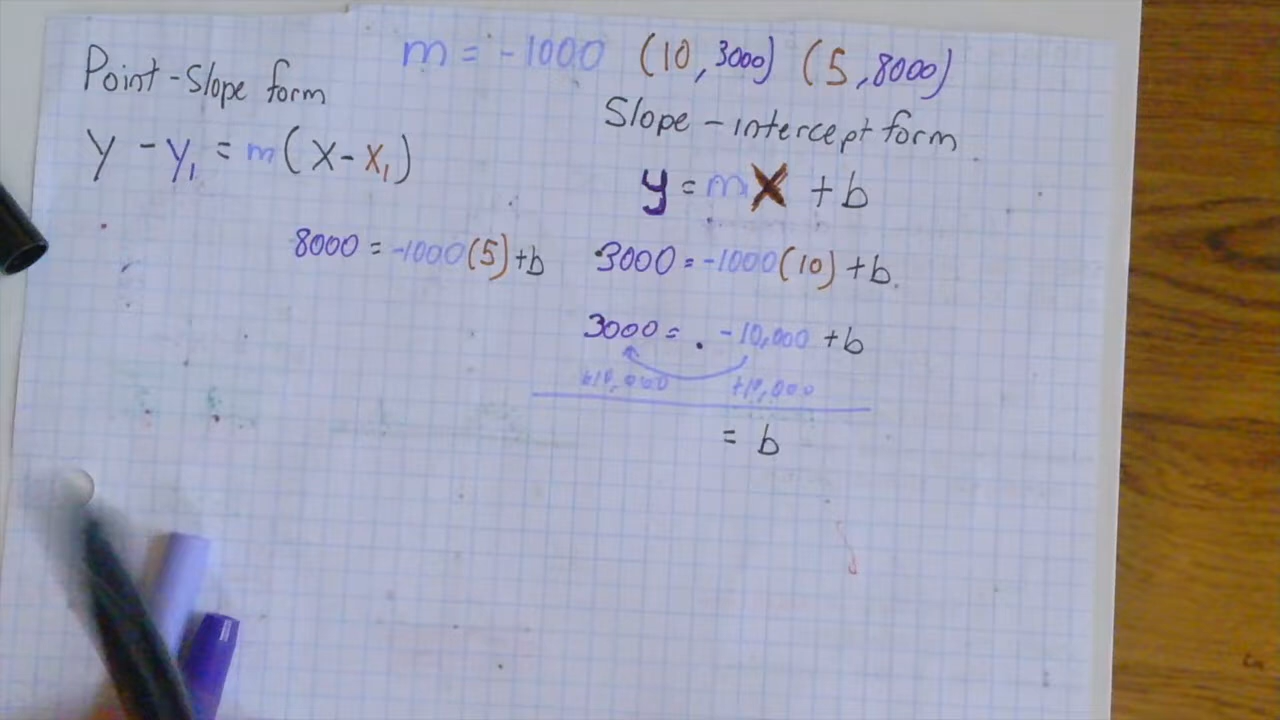 m = -1000 (10, 3000) (5, 8000)
Point-Slope form
Slope-intercept form
y - y₁ = m(x - x₁)
y = mx + b
8000 = -1000(5) + b
3000 = -1000(10) + b
3000 = -10,000 + b
+10,000 +10,000
= b